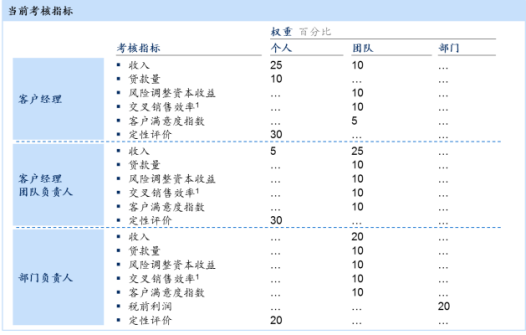 当前考核指标
权重 百分比
考核指标 个人 团队 部门
客户经理
▪ 收入 25 10 …
▪ 贷款量 10 … …
▪ 风险调整资本收益 … 10 …
▪ 交叉销售效率¹ … 10 …
▪ 客户满意度指数 … 5 …
▪ 定性评价 30 … …
客户经理
团队负责人
▪ 收入 5 25 …
▪ 贷款量 … 10 …
▪ 风险调整资本收益 … 10 …
▪ 交叉销售效率¹ … 10 …
▪ 客户满意度指数 … 10 …
▪ 定性评价 30 … …
部门负责人
▪ 收入 … 20 …
▪ 贷款量 … 10 …
▪ 风险调整资本收益 … 10 …
▪ 交叉销售效率¹ … 10 …
▪ 客户满意度指数 … 10 …
▪ 税前利润 … … 20
▪ 定性评价 20 … …